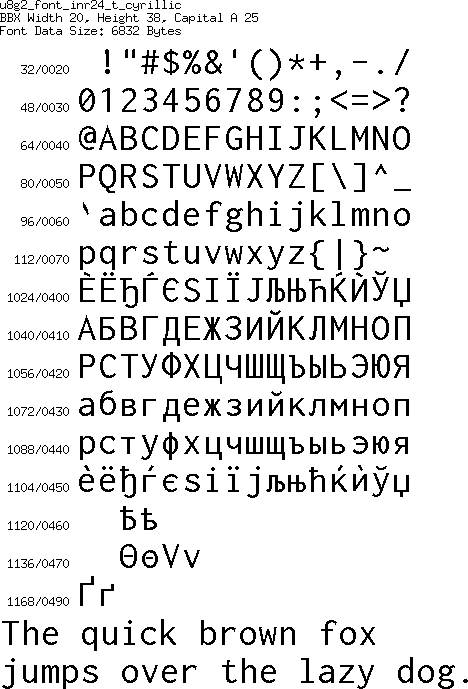 u8g2_font_inr24_t_cyrillic
BBX Width 20, Height 38, Capital A 25
Font Data Size: 6832 Bytes
32/0020 !"#$%&'()*+,-./
48/0030 0123456789:;<=>?
64/0040 @ABCDEFGHIJKLMNO
80/0050 PQRSTUVWXYZ[\]^_
96/0060 `abcdefghijklmno
112/0070 pqrstuvwxyz{|}~
1024/0400 ЀЁЂЃЄЅІЇЈЉЊЋЌЍЎЏ
1040/0410 АБВГДЕЖЗИЙКЛМНОП
1056/0420 РСТУФХЦЧШЩЪЫЬЭЮЯ
1072/0430 абвгдежзийклмноп
1088/0440 рстуфхцчшщъыьэюя
1104/0450 ѐёђѓєѕіїјљњћќѝўџ
1120/0460 Ѣѣ
1136/0470 ѲѳѴѵ
1168/0490 Ґґ
The quick brown fox
jumps over the lazy dog.